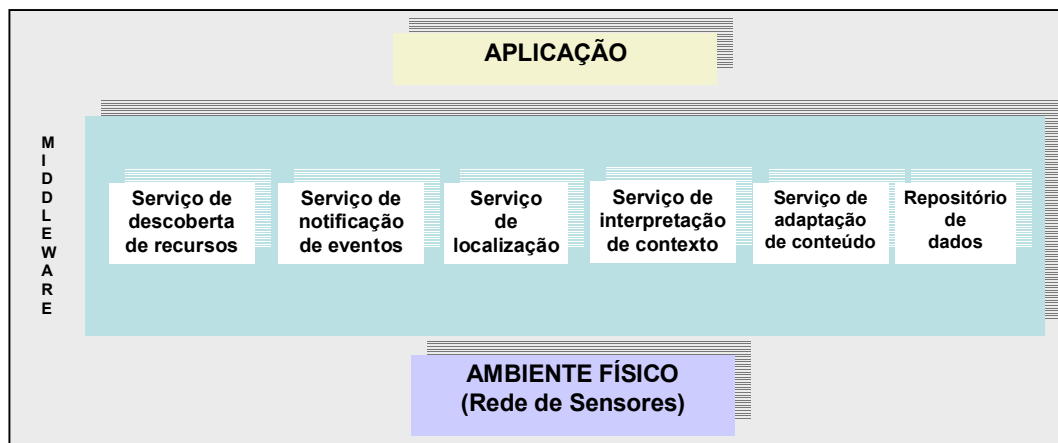 APLICAÇÃO
MIDDLEWARE
Serviço de
descoberta
de recursos
Serviço de
notificação
de eventos
Serviço
de
localização
Serviço de
interpretação
de contexto
Serviço de
adaptação
de conteúdo
Repositório
de
dados
AMBIENTE FÍSICO
(Rede de Sensores)